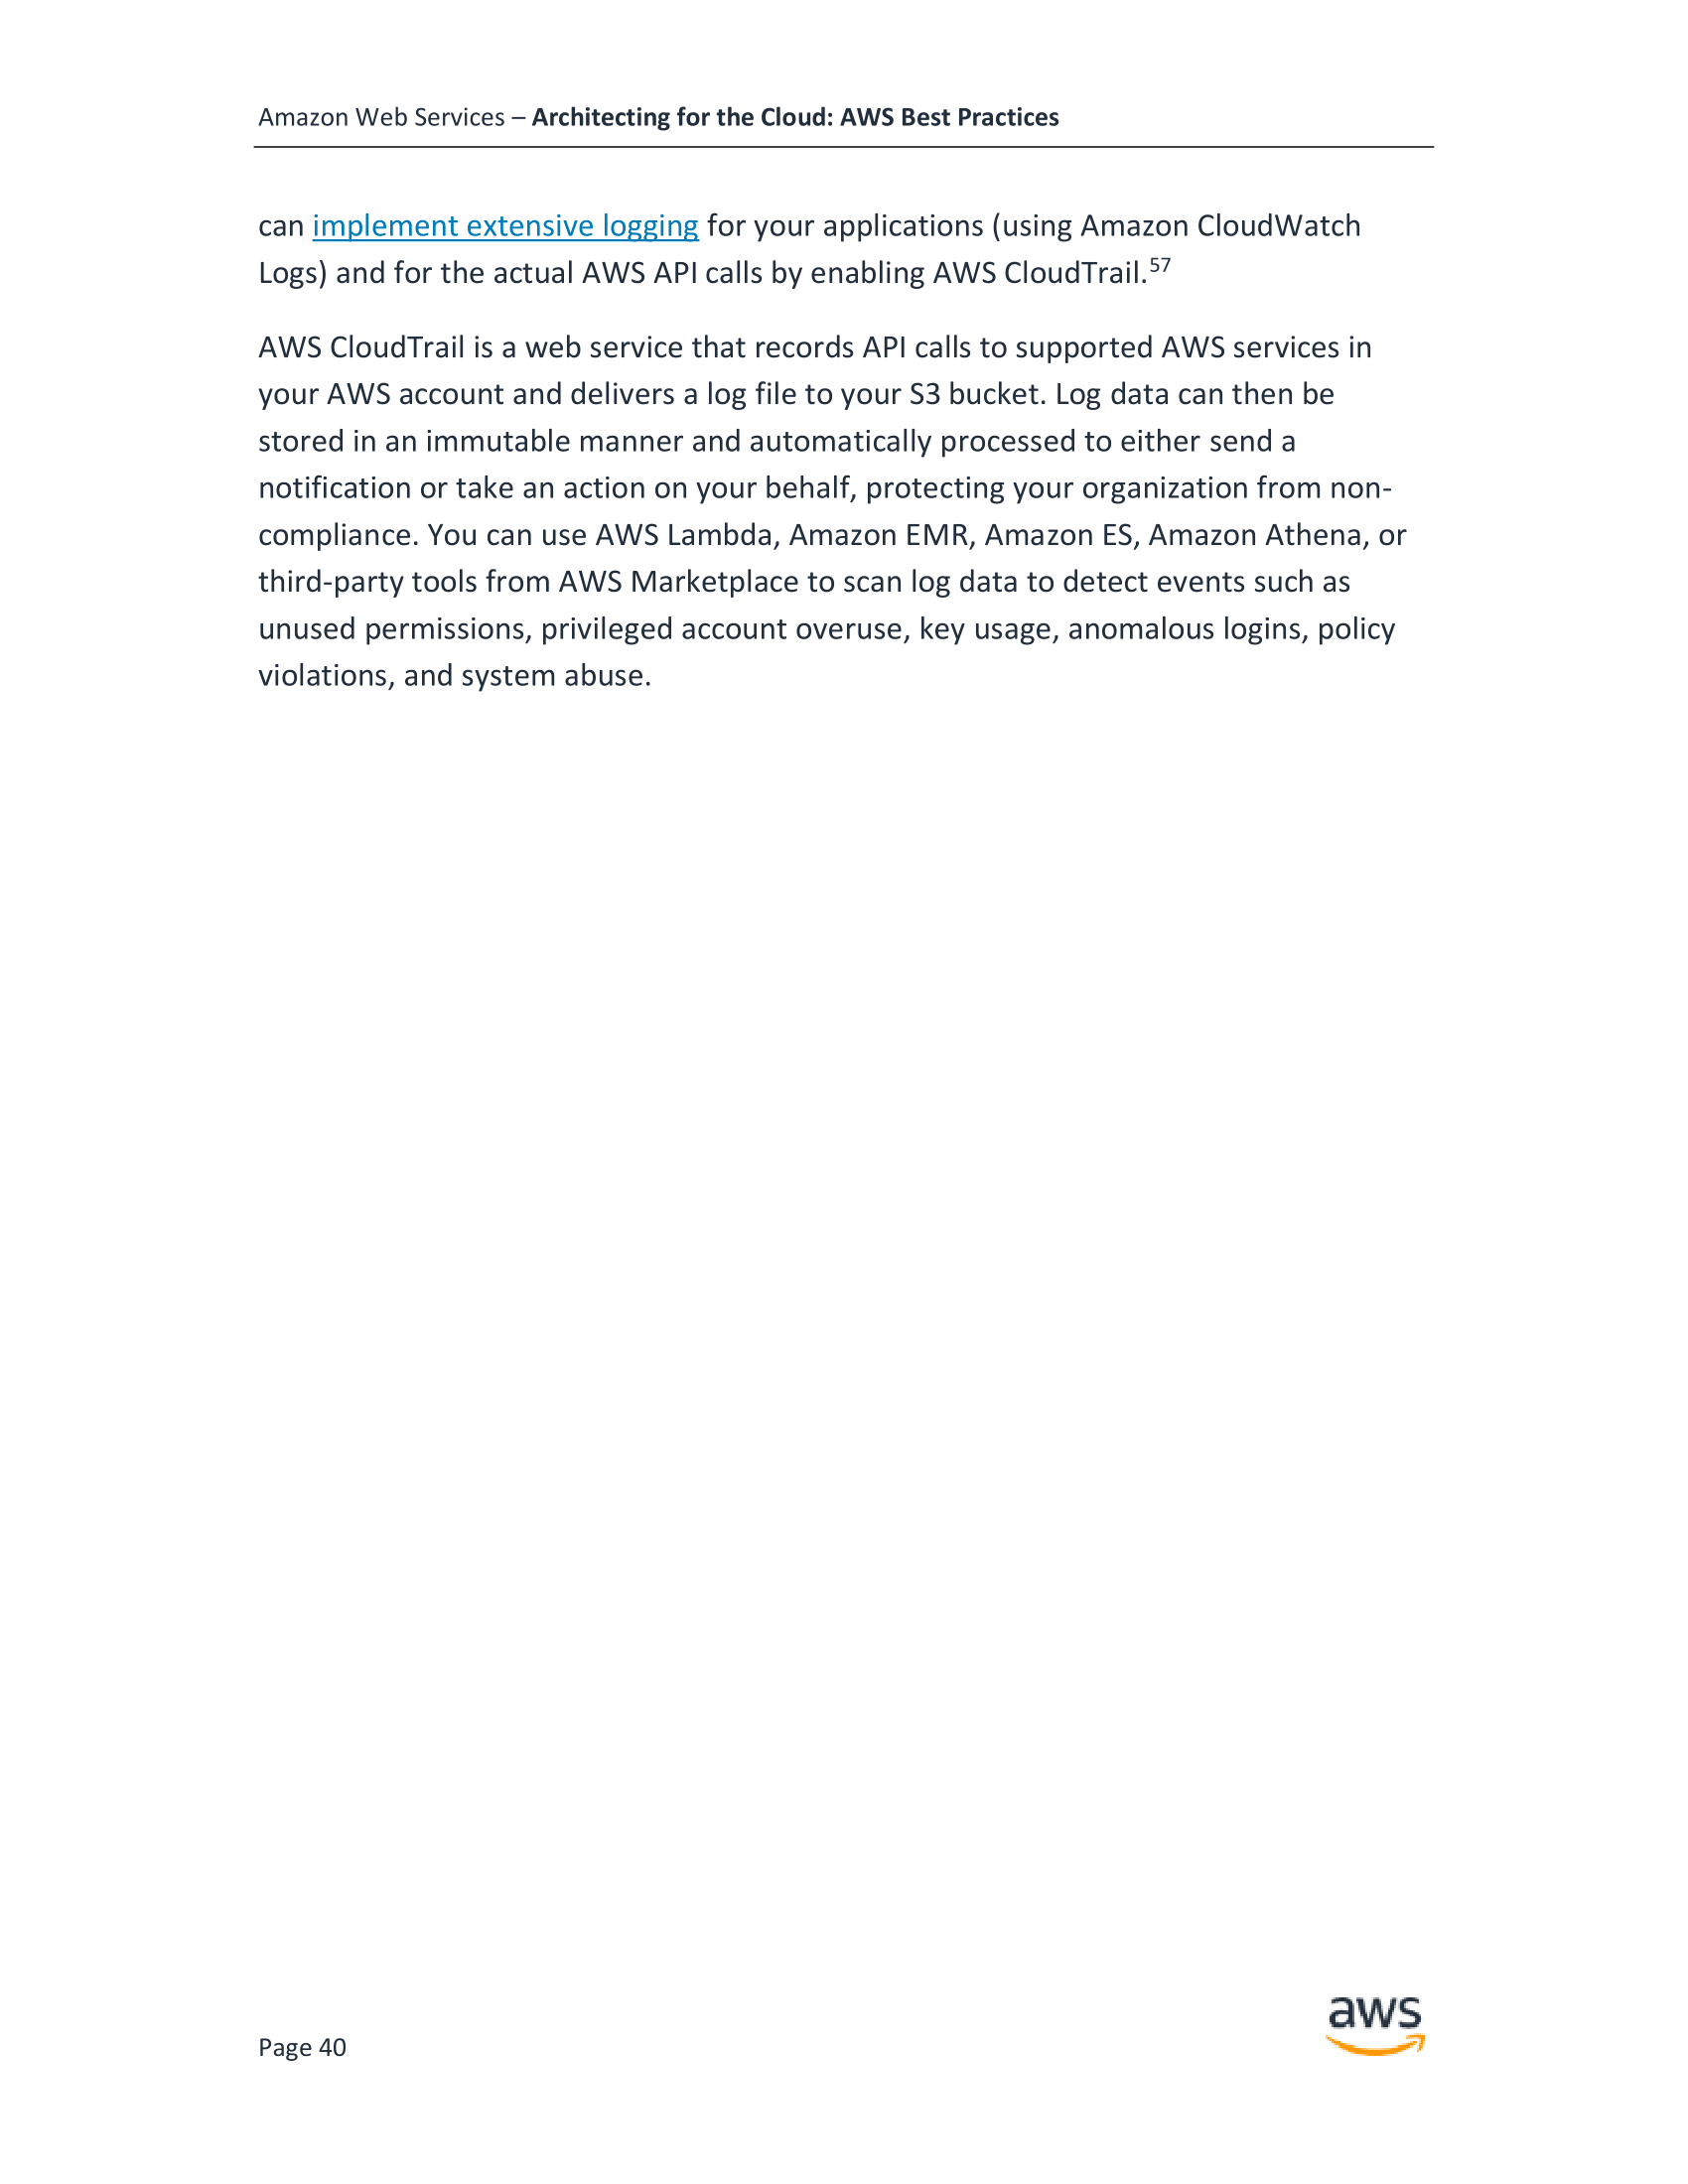 Amazon Web Services – Architecting for the Cloud: AWS Best Practices
can implement extensive logging for your applications (using Amazon CloudWatch
Logs) and for the actual AWS API calls by enabling AWS CloudTrail.57
AWS CloudTrail is a web service that records API calls to supported AWS services in
your AWS account and delivers a log file to your S3 bucket. Log data can then be
stored in an immutable manner and automatically processed to either send a
notification or take an action on your behalf, protecting your organization from non-
compliance. You can use AWS Lambda, Amazon EMR, Amazon ES, Amazon Athena, or
third-party tools from AWS Marketplace to scan log data to detect events such as
unused permissions, privileged account overuse, key usage, anomalous logins, policy
violations, and system abuse.
aws
Page 40